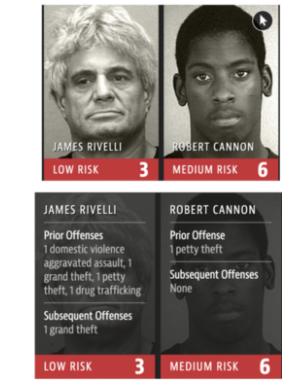 JAMES RIVELLI
LOW RISK 3
ROBERT CANNON
MEDIUM RISK 6
JAMES RIVELLI
Prior Offenses
1 domestic violence
aggravated assault, 1
grand theft, 1 petty
theft, 1 drug trafficking
Subsequent Offenses
1 grand theft
LOW RISK 3
ROBERT CANNON
Prior Offense
1 petty theft
Subsequent Offenses
None
MEDIUM RISK 6